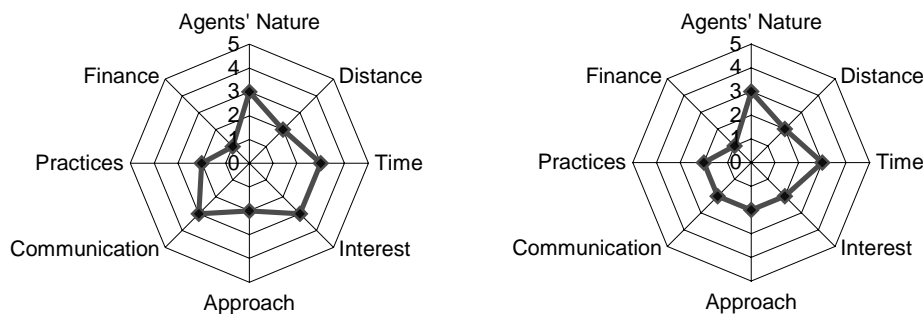 Agents' Nature
5
4
3
2
1
0
Finance
Distance
Practices
Time
Communication
Interest
Approach
Agents' Nature
5
4
3
2
1
0
Finance
Distance
Practices
Time
Communication
Interest
Approach